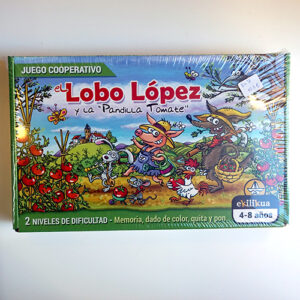 JUEGO COOPERATIVO
EL
Lobo López
y LA "Pandilla Tomate"
2 NIVELES DE DIFICULTAD - Memoria, dado de color, quita y pon
ekilikua
4-8 años